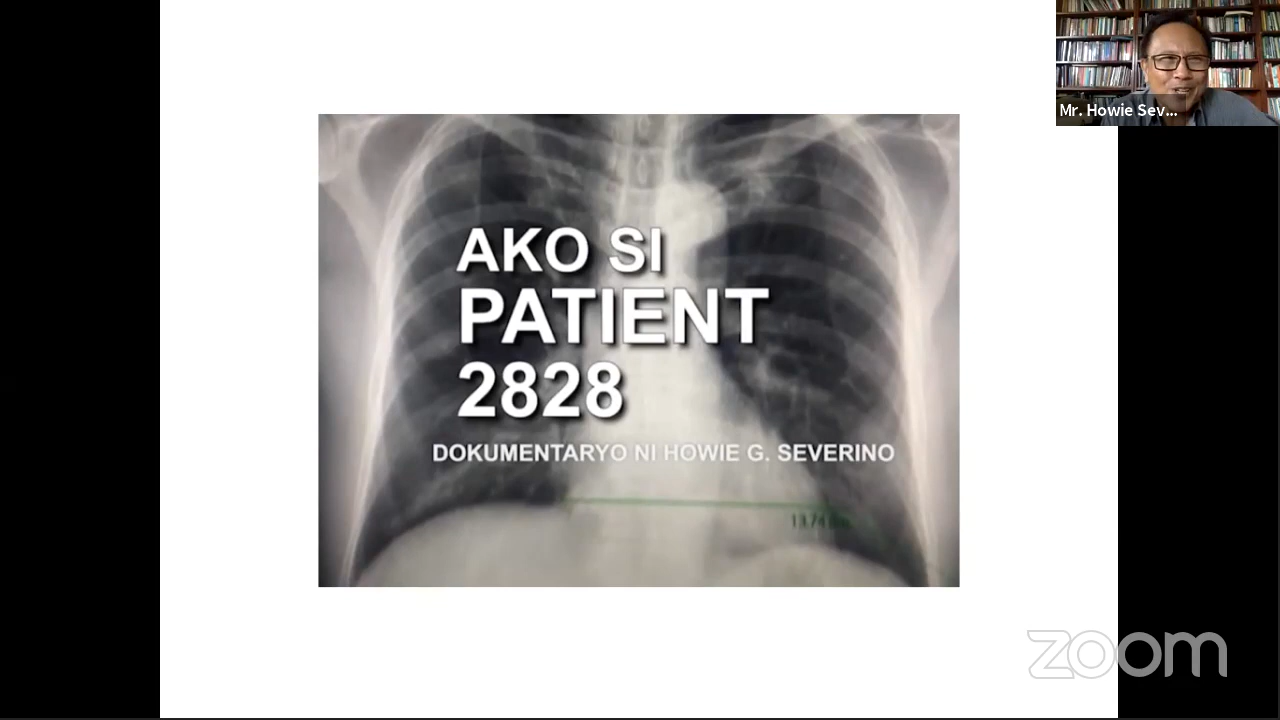 Mr. Howie Sev...
AKO SI
PATIENT
2828
DOKUMENTARYO NI HOWIE G. SEVERINO
zoom